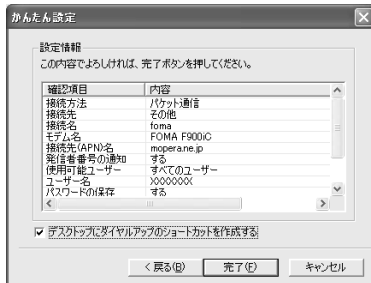 かんたん設定
設定情報
この内容でよろしければ、完了ボタンを押してください。
確認項目 内容
接続方法 パケット通信
接続先 その他
接続名 foma
モデム名 FOMA F900iC
接続先(APN)名 mopera.ne.jp
発信者番号の通知 する
使用可能ユーザー すべてのユーザー
ユーザー名 XXXXXXX
パスワードの保存 する
デスクトップにダイヤルアップのショートカットを作成する
< 戻る(B) 完了(F) キャンセル